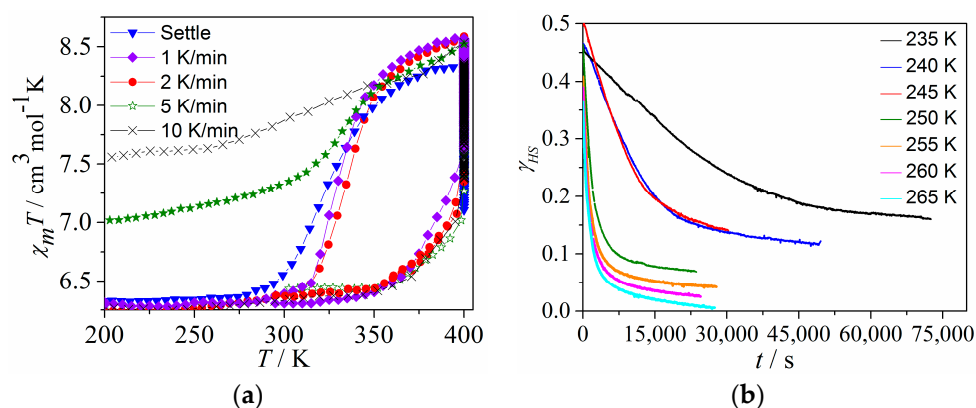 8.5
8.0
7.5
7.0
6.5
χmT / cm³mol⁻¹K
Settle
1 K/min
2 K/min
5 K/min
10 K/min
200 250 300 350 400
T / K
(a)
0.5
0.4
0.3
0.2
0.1
0.0
γHS
235 K
240 K
245 K
250 K
255 K
260 K
265 K
0 15,000 30,000 45,000 60,000 75,000
t / s
(b)